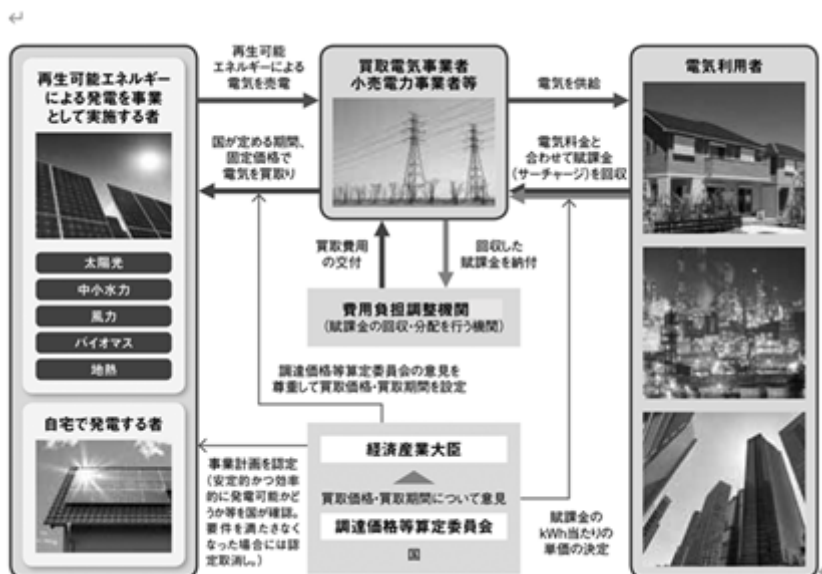 再生可能エネルギー
による発電を事業
として実施する者
太陽光
中小水力
風力
バイオマス
地熱
自宅で発電する者
再生可能
エネルギーによる
電気を売電
国が定める期間、
固定価格で
電気を買取り
買取電気事業者
小売電力事業者等
電気を供給
電気料金と
合わせて賦課金
(サーチャージ)を回収
電気利用者
買取費用
の交付
回収した
賦課金を納付
費用負担調整機関
(賦課金の回収・分配を行う機関)
調達価格等算定委員会の意見を
尊重して買取価格・買取期間を設定
事業計画を認定
(安定的かつ効率
的に発電可能かど
うか等を国が確認。
要件を満たさなく
なった場合には認
定取消し。)
経済産業大臣
買取価格・買取期間について意見
調達価格等算定委員会
国
賦課金の
kWh当たりの
単価の決定